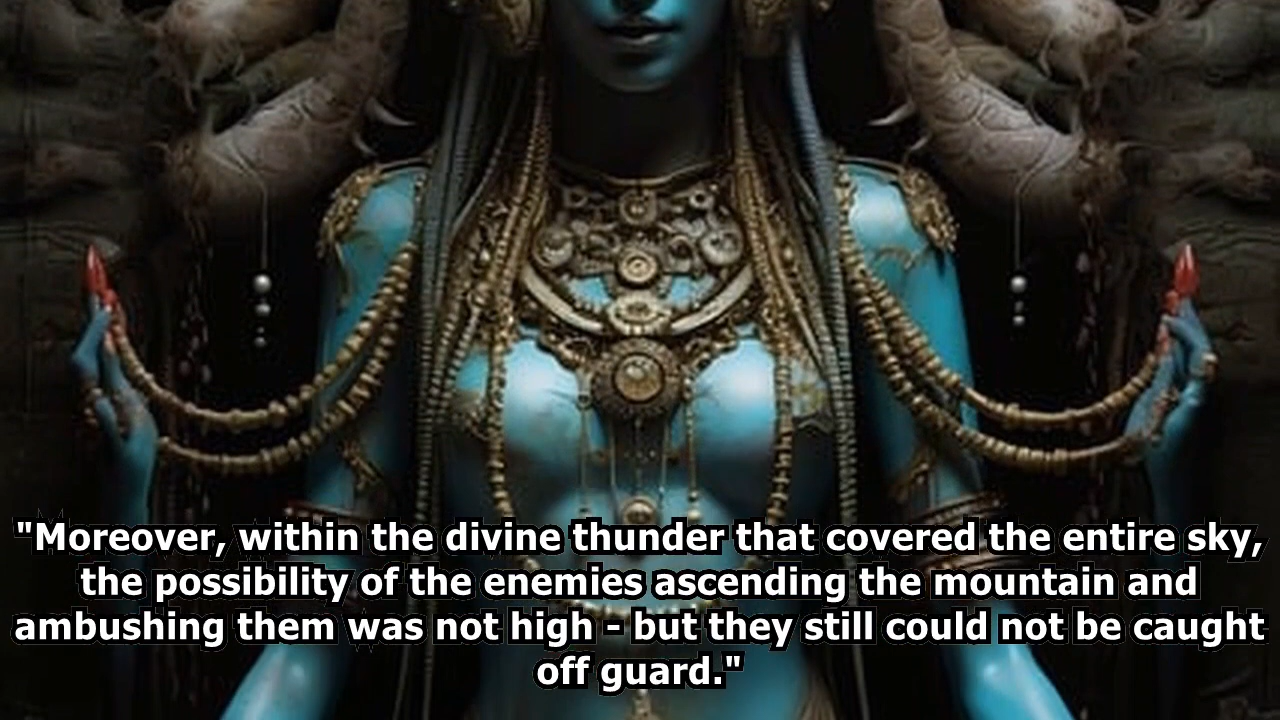 "Moreover, within the divine thunder that covered the entire sky,
the possibility of the enemies ascending the mountain and
ambushing them was not high - but they still could not be caught
off guard."